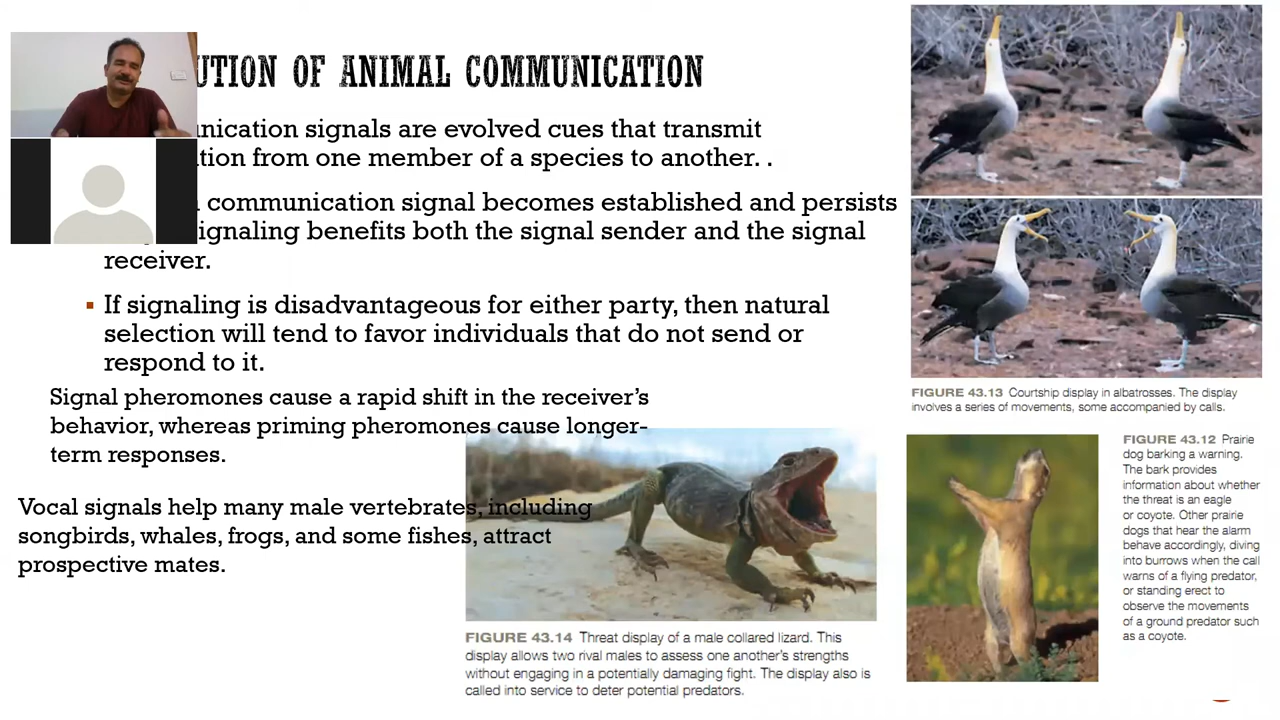 UTION OF ANIMAL COMMUNICATION
nication signals are evolved cues that transmit
tion from one member of a species to another. .
communication signal becomes established and persists
ignaling benefits both the signal sender and the signal
receiver.
If signaling is disadvantageous for either party, then natural
selection will tend to favor individuals that do not send or
respond to it.
Signal pheromones cause a rapid shift in the receiver's
behavior, whereas priming pheromones cause longer-
term responses.
Vocal signals help many male vertebrates, including
songbirds, whales, frogs, and some fishes, attract
prospective mates.
FIGURE 43.13 Courtship display in albatrosses. The display
involves a series of movements, some accompanied by calls.
FIGURE 43.14 Threat display of a male collared lizard. This
display allows two rival males to assess one another's strengths
without engaging in a potentially damaging fight. The display also is
called into service to deter potential predators.
FIGURE 43.12 Prairie
dog barking a warning.
The bark provides
information about whether
the threat is an eagle
or coyote. Other prairie
dogs that hear the alarm
behave accordingly, diving
into burrows when the call
warns of a flying predator,
or standing erect to
observe the movements
of a ground predator such
as a coyote.